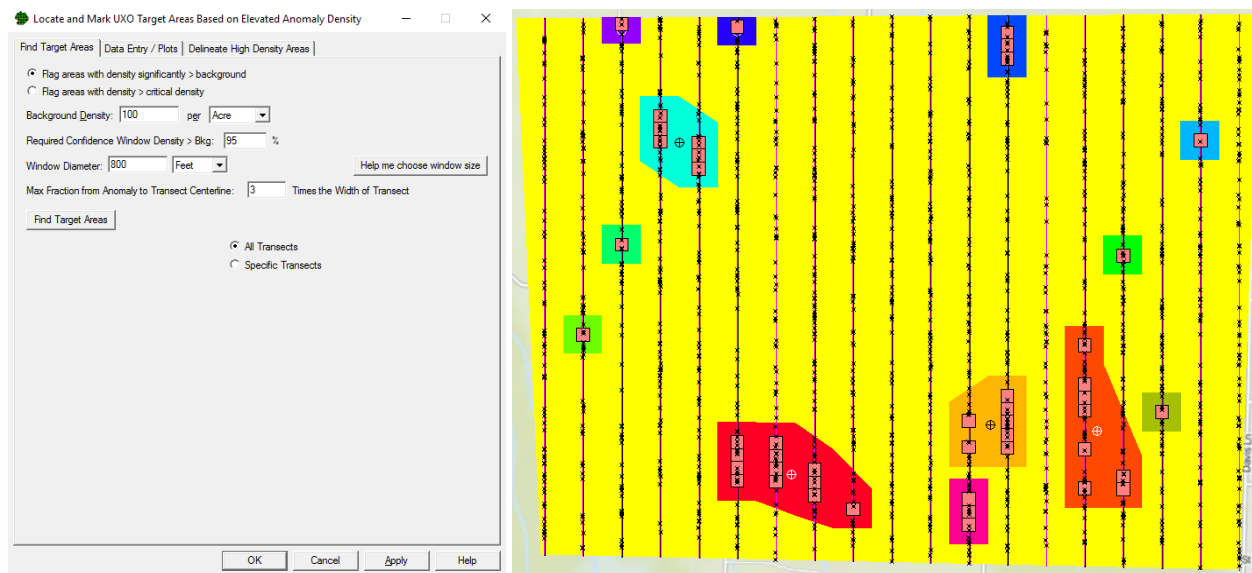 Locate and Mark UXO Target Areas Based on Elevated Anomaly Density
Find Target Areas | Data Entry / Plots | Delineate High Density Areas
Flag areas with density significantly > background
Flag areas with density > critical density
Background Density: 100 per Acre
Required Confidence Window Density > Bkg: 95 %
Window Diameter: 800 Feet Help me choose window size
Max Fraction from Anomaly to Transect Centerline: 3 Times the Width of Transect
Find Target Areas
All Transects
Specific Transects
OK Cancel Apply Help
Davis S
St